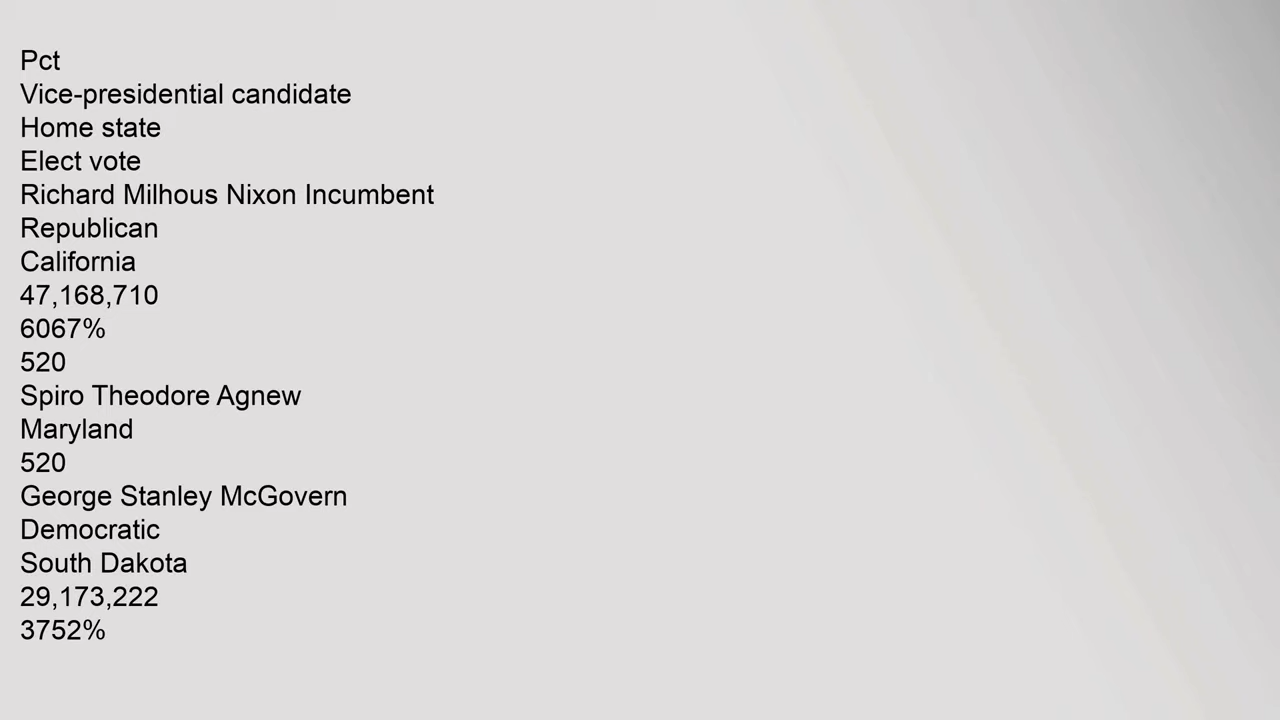 Pct
Vice-presidential candidate
Home state
Elect vote
Richard Milhous Nixon Incumbent
Republican
California
47,168,710
6067%
520
Spiro Theodore Agnew
Maryland
520
George Stanley McGovern
Democratic
South Dakota
29,173,222
3752%